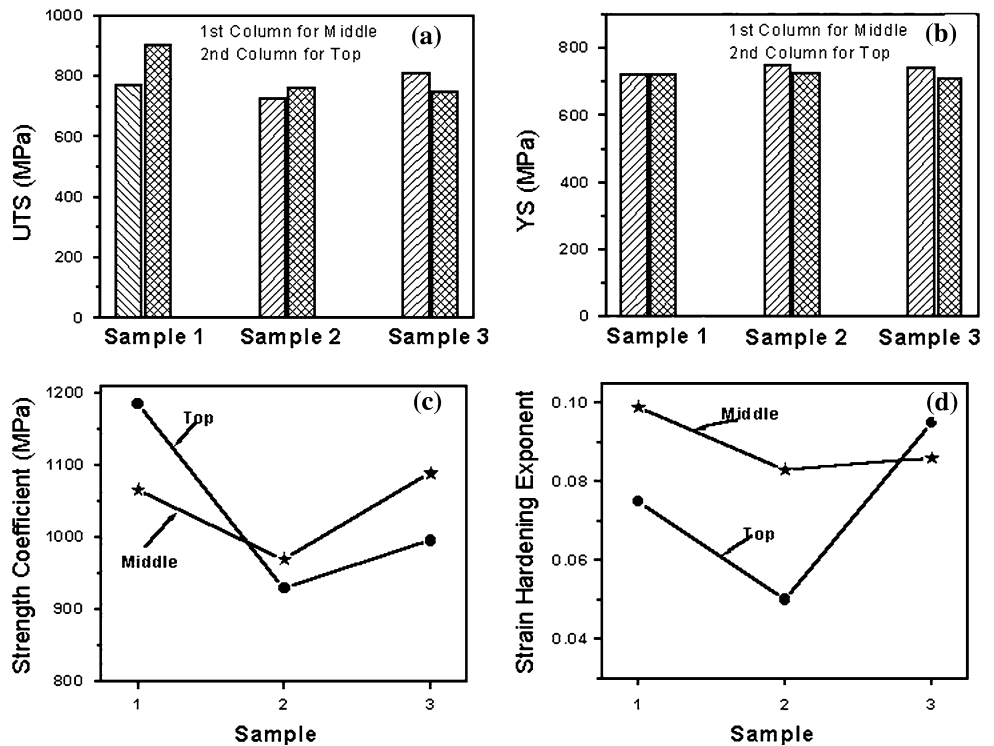 1st Column for Middle
2nd Column for Top
(a)
UTS (MPa)
1000
800
600
400
200
0
Sample 1
Sample 2
Sample 3
1st Column for Middle
2nd Column for Top
(b)
YS (MPa)
800
600
400
200
0
Sample 1
Sample 2
Sample 3
(c)
Strength Coefficient (MPa)
1200
1100
1000
900
800
Top
Middle
1
2
3
Sample
(d)
Strain Hardening Exponent
0.10
0.08
0.06
0.04
Middle
Top
1
2
3
Sample